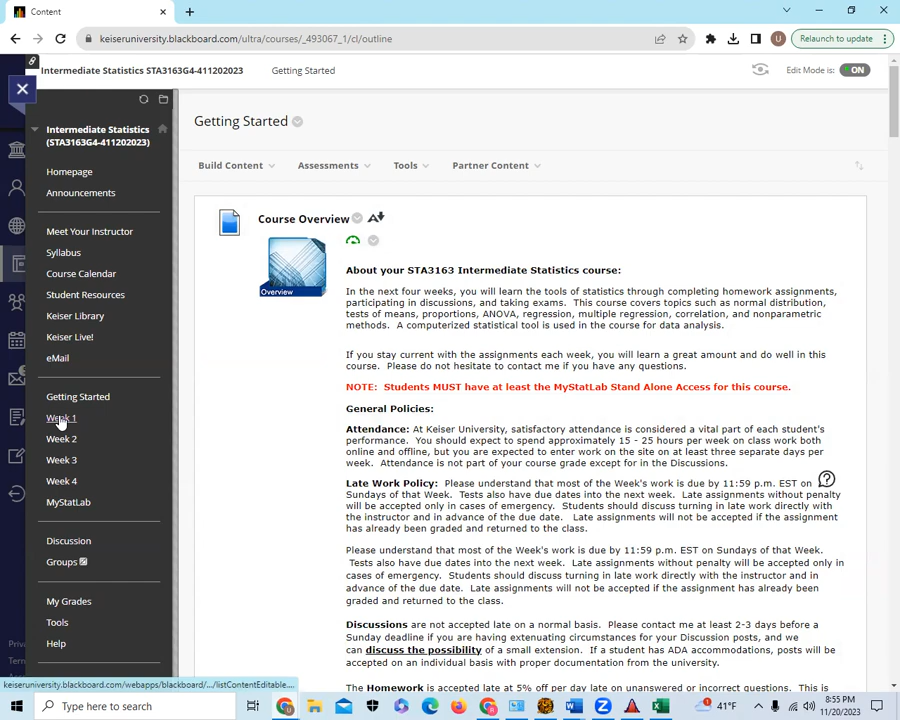 Content
keiseruniversity.blackboard.com/ultra/courses/_493067_1/cl/outline
Relaunch to update
Intermediate Statistics STA3163G4-411202023
Getting Started
Edit Mode is:
ON
Intermediate Statistics
(STA3163G4-411202023)
Homepage
Announcements
Meet Your Instructor
Syllabus
Course Calendar
Student Resources
Keiser Library
Keiser Live!
eMail
Getting Started
Week 1
Week 2
Week 3
Week 4
MyStatLab
Discussion
Groups
My Grades
Tools
Help
Getting Started
Build Content
Assessments
Tools
Partner Content
Course Overview
Overview
About your STA3163 Intermediate Statistics course:
In the next four weeks, you will learn the tools of statistics through completing homework assignments,
participating in discussions, and taking exams. This course covers topics such as normal distribution,
tests of means, proportions, ANOVA, regression, multiple regression, correlation, and nonparametric
methods. A computerized statistical tool is used in the course for data analysis.
If you stay current with the assignments each week, you will learn a great amount and do well in this
course. Please do not hesitate to contact me if you have any questions.
NOTE: Students MUST have at least the MyStatLab Stand Alone Access for this course.
General Policies:
Attendance: At Keiser University, satisfactory attendance is considered a vital part of each student's
performance. You should expect to spend approximately 15 - 25 hours per week on class work both
online and offline, but you are expected to enter work on the site on at least three separate days per
week. Attendance is not part of your course grade except for in the Discussions.
Late Work Policy: Please understand that most of the Week's work is due by 11:59 p.m. EST on
Sundays of that Week. Tests also have due dates into the next week. Late assignments without penalty
will be accepted only in cases of emergency. Students should discuss turning in late work directly with
the instructor and in advance of the due date. Late assignments will not be accepted if the assignment
has already been graded and returned to the class.
Please understand that most of the Week's work is due by 11:59 p.m. EST on Sundays of that Week.
Tests also have due dates into the next week. Late assignments without penalty will be accepted only in
cases of emergency. Students should discuss turning in late work directly with the instructor and in
advance of the due date. Late assignments will not be accepted if the assignment has already been
graded and returned to the class.
Discussions are not accepted late on a normal basis. Please contact me at least 2-3 days before a
Sunday deadline if you are having extenuating circumstances for your Discussion posts, and we
can discuss the possibility of a small extension. If a student has ADA accommodations, posts will be
accepted on an individual basis with proper documentation from the university.
The Homework is accepted late at 5% off per day late on unanswered or incorrect questions. This is
Priva
Term
keiseruniversity.blackboard.com/webapps/blackboard/.../listContentEditable....
Type here to search
41°F
8:55 PM
11/20/2023